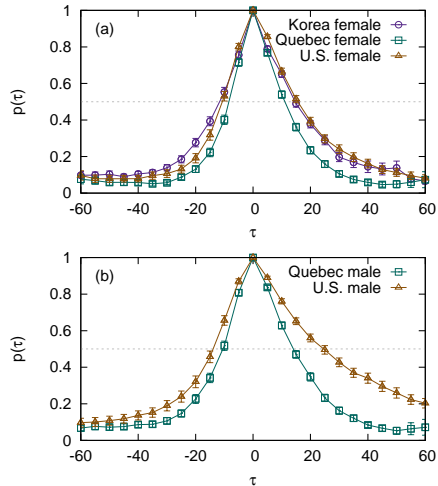 (a)
Korea female
Quebec female
U.S. female
p(τ)
1
0.8
0.6
0.4
0.2
0
-60 -40 -20 0 20 40 60
τ
(b)
Quebec male
U.S. male
p(τ)
1
0.8
0.6
0.4
0.2
0
-60 -40 -20 0 20 40 60
τ